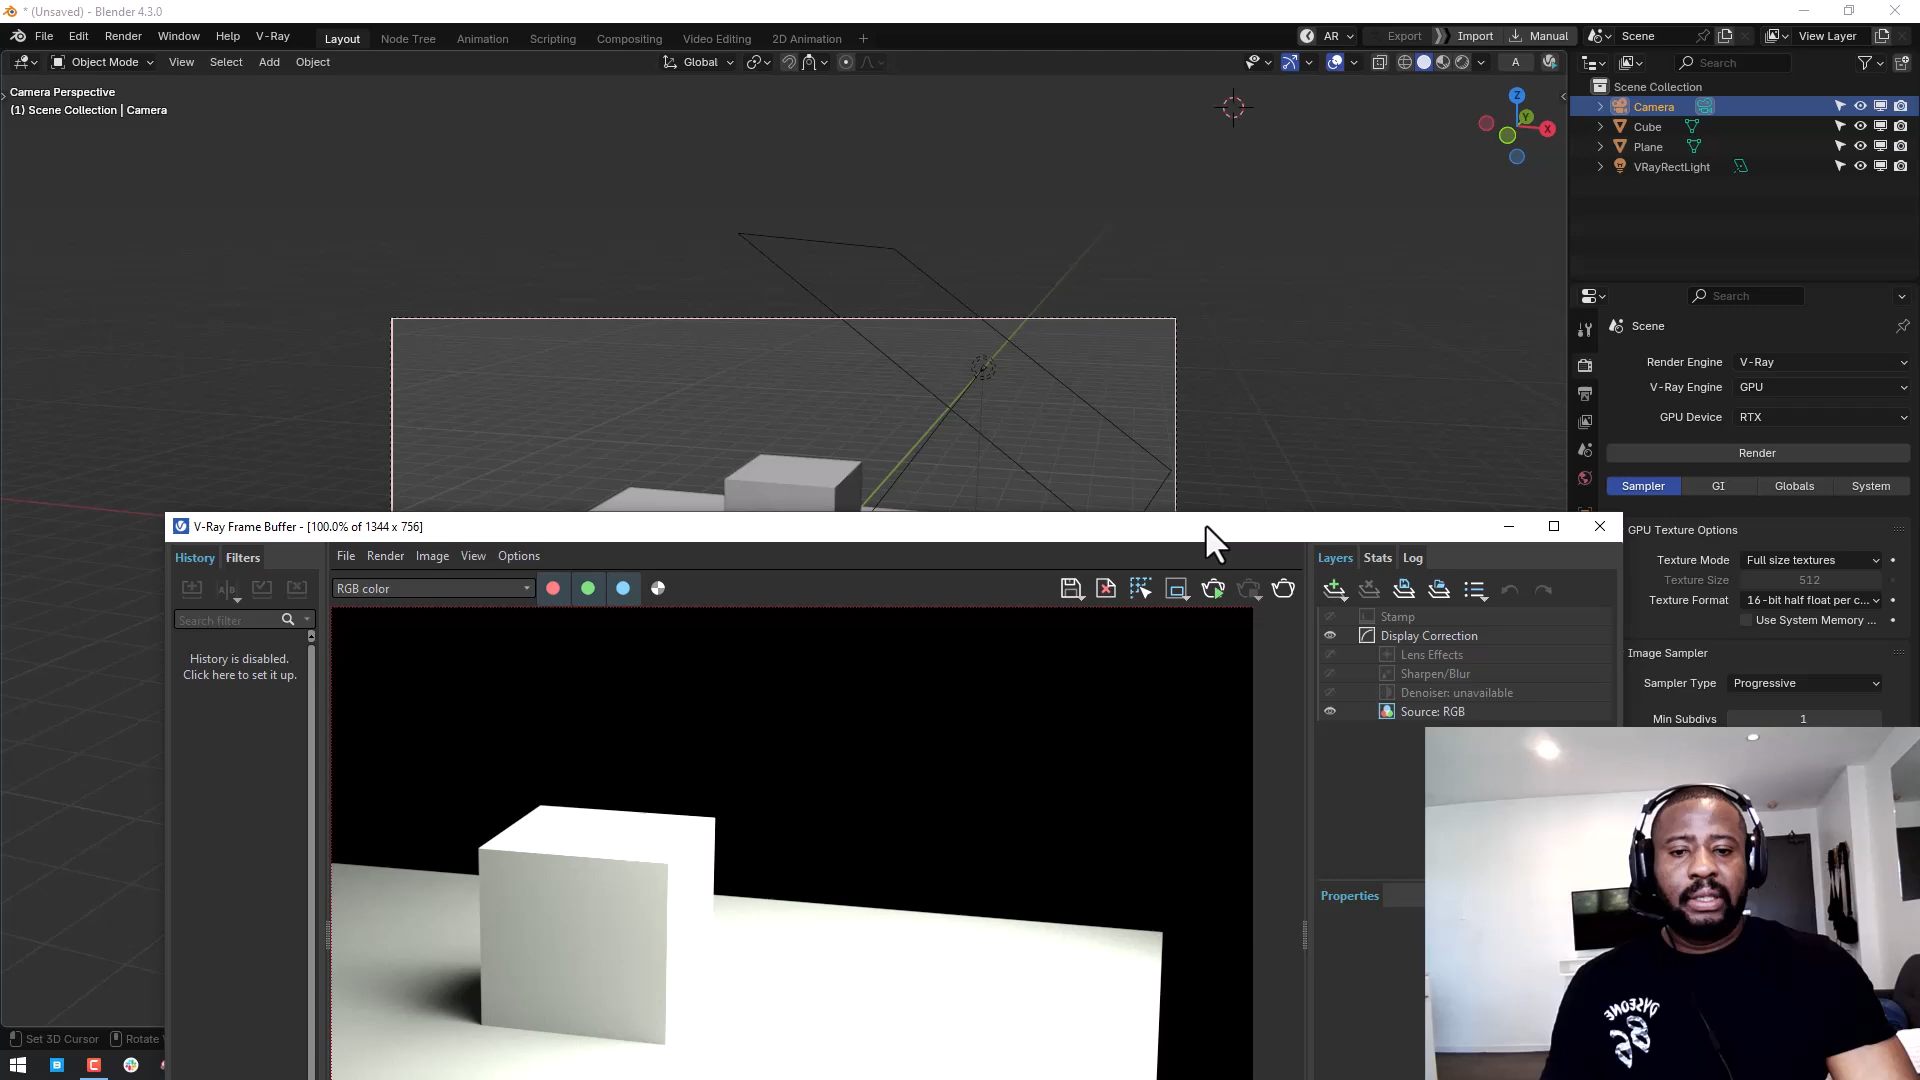 * (Unsaved) - Blender 4.3.0
File Edit Render Window Help V-Ray Layout Node Tree Animation Scripting Compositing Video Editing 2D Animation + AR Export Import Manual Scene View Layer
Object Mode View Select Add Object Global A Search
Camera Perspective
(1) Scene Collection | Camera
Z
Y
X
Scene Collection
Camera
Cube
Plane
VRayRectLight
Search
Scene
Render Engine V-Ray
V-Ray Engine GPU
GPU Device RTX
Render
Sampler GI Globals System
GPU Texture Options
Texture Mode Full size textures
Texture Size 512
Texture Format 16-bit half float per c...
Use System Memory ...
Image Sampler
Sampler Type Progressive
Min Subdivs 1
V-Ray Frame Buffer - [100.0% of 1344 x 756]
History Filters
File Render Image View Options
Layers Stats Log
RGB color
Search filter
History is disabled.
Click here to set it up.
Stamp
Display Correction
Lens Effects
Sharpen/Blur
Denoiser: unavailable
Source: RGB
Properties
Set 3D Cursor Rotate